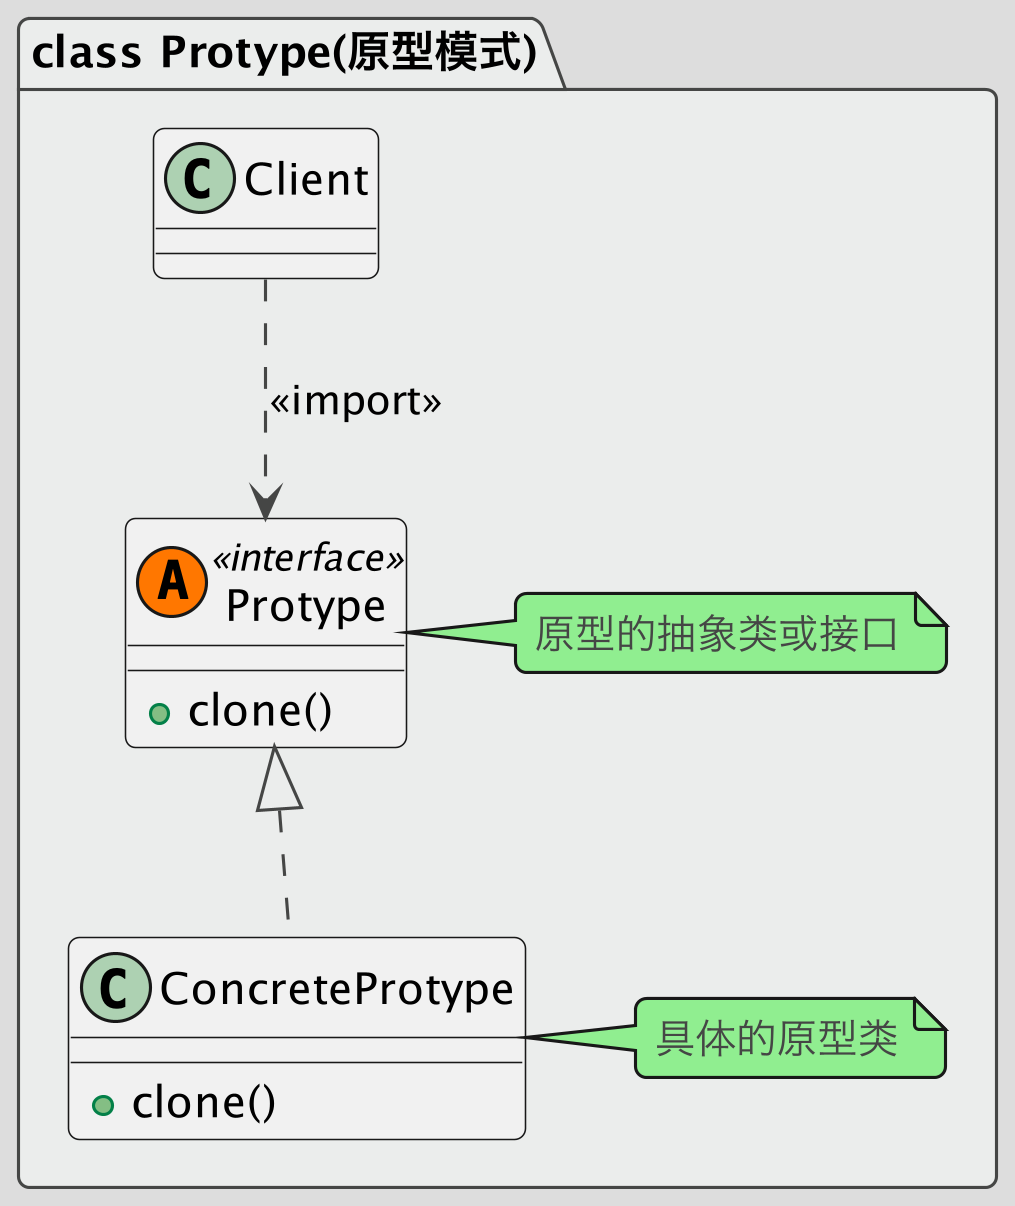 class Protype(原型模式)
C Client
«import»
A «interface»
Protype
原型的抽象类或接口
clone()
C ConcreteProtype
具体的原型类
clone()